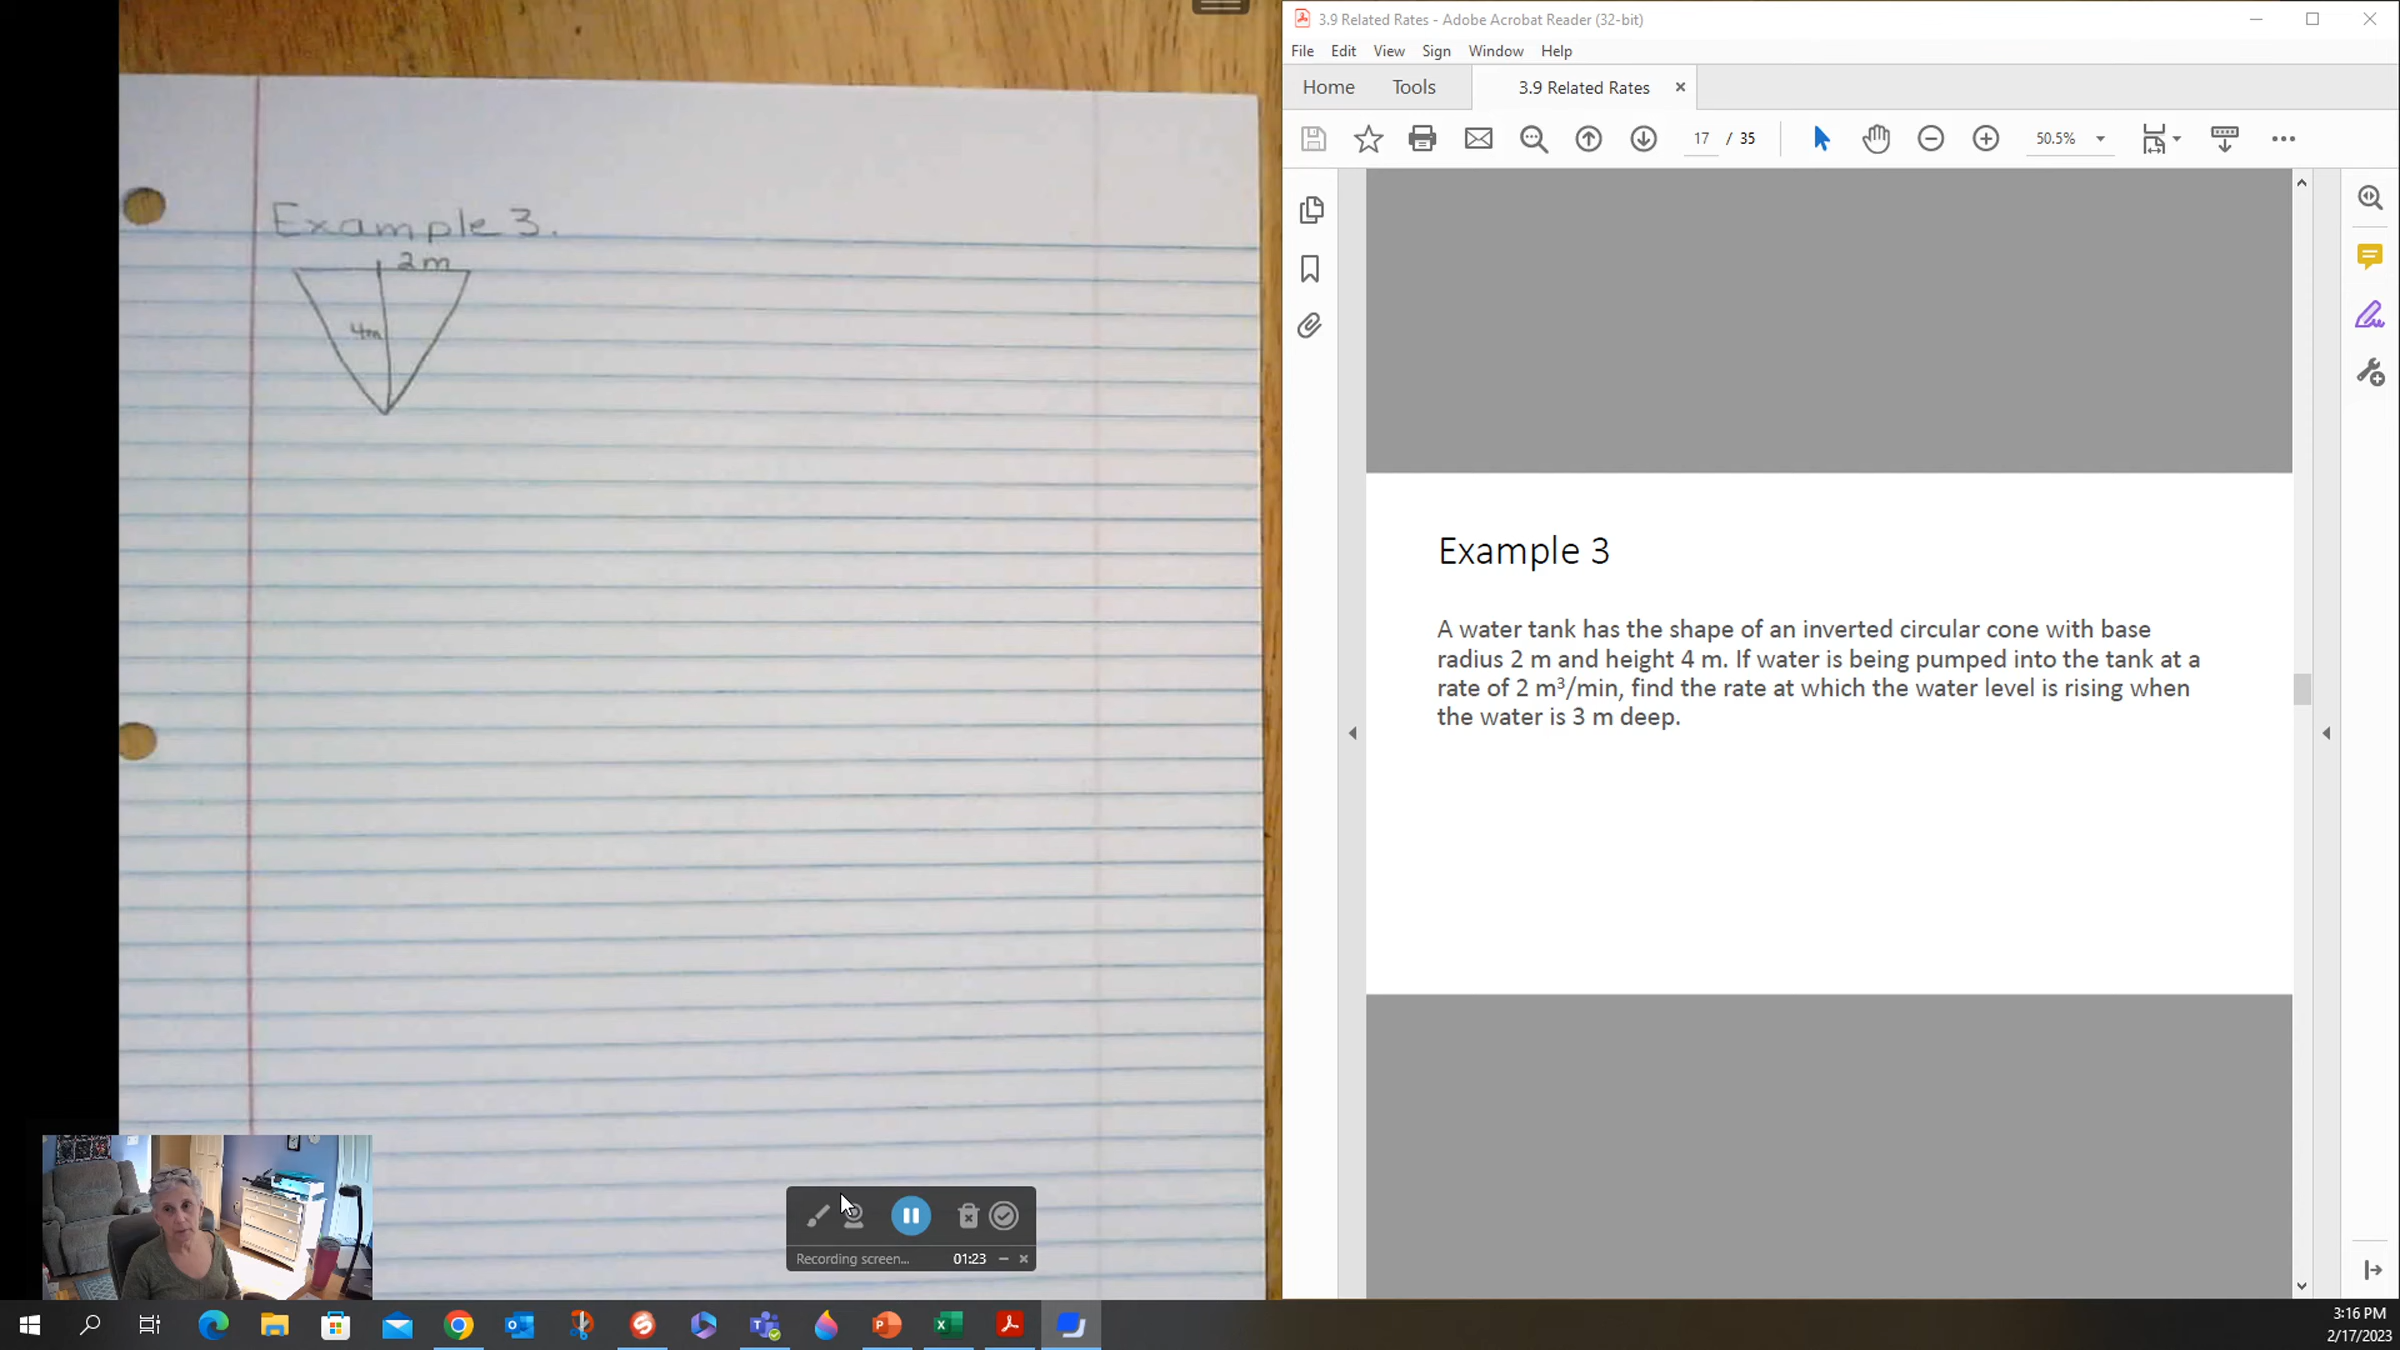 3.9 Related Rates - Adobe Acrobat Reader (32-bit)
File Edit View Sign Window Help
Home Tools 3.9 Related Rates
17 / 35 50.5%
Example 3.
2m
4m
Example 3
A water tank has the shape of an inverted circular cone with base
radius 2 m and height 4 m. If water is being pumped into the tank at a
rate of 2 m³/min, find the rate at which the water level is rising when
the water is 3 m deep.
Recording screen... 01:23
3:16 PM
2/17/2023